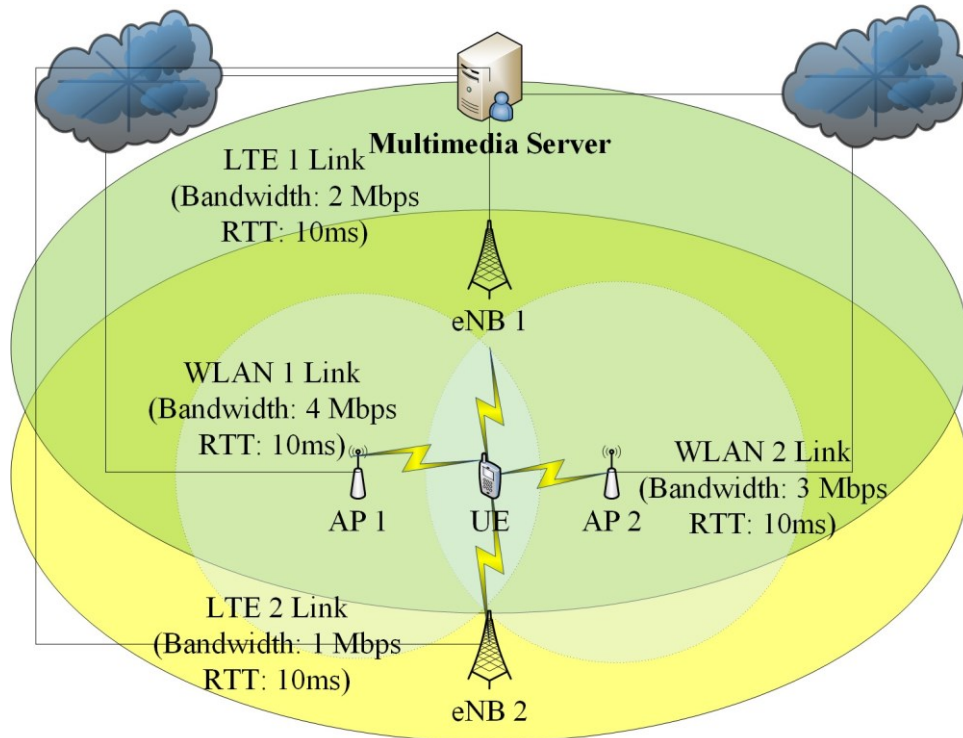 Multimedia Server
LTE 1 Link
(Bandwidth: 2 Mbps
RTT: 10ms)
eNB 1
WLAN 1 Link
(Bandwidth: 4 Mbps
RTT: 10ms)
AP 1
UE
AP 2
WLAN 2 Link
(Bandwidth: 3 Mbps
RTT: 10ms)
LTE 2 Link
(Bandwidth: 1 Mbps
RTT: 10ms)
eNB 2